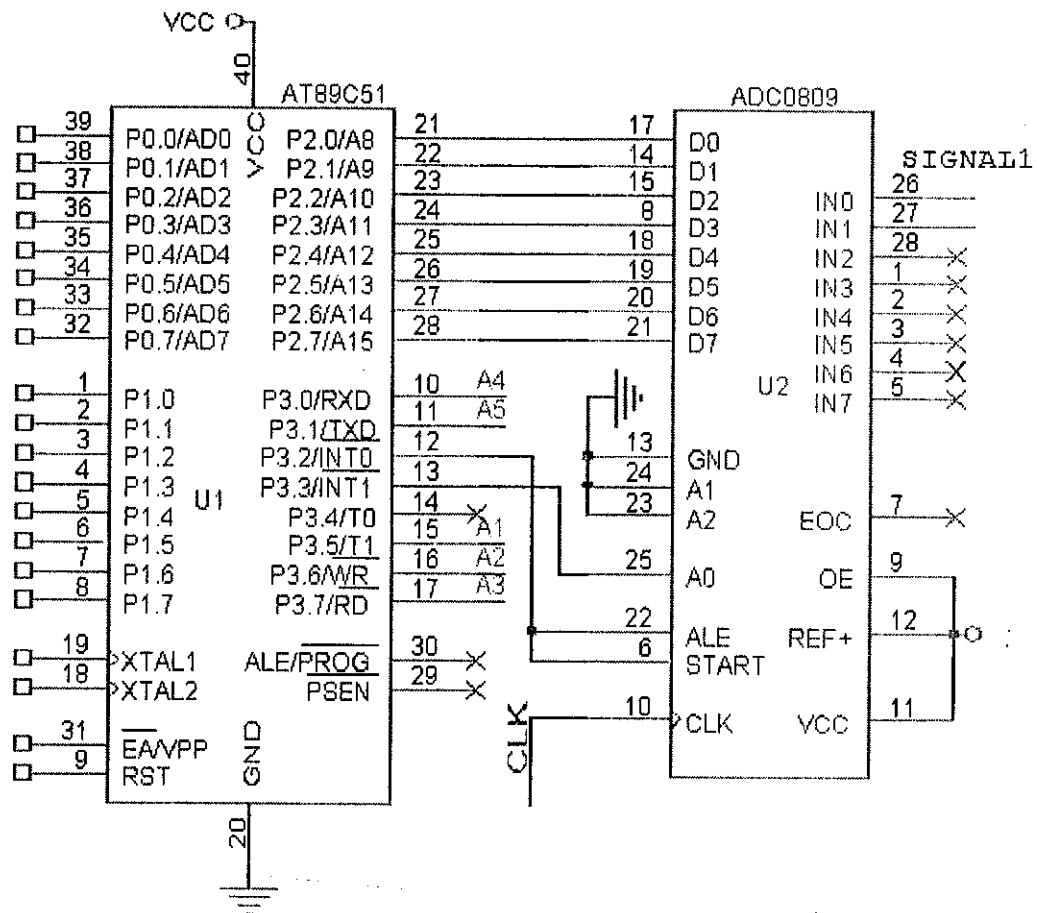 VCC
40
AT89C51
VCC
39 P0.0/AD0 P2.0/A8 21
38 P0.1/AD1 P2.1/A9 22
37 P0.2/AD2 P2.2/A10 23
36 P0.3/AD3 P2.3/A11 24
35 P0.4/AD4 P2.4/A12 25
34 P0.5/AD5 P2.5/A13 26
33 P0.6/AD6 P2.6/A14 27
32 P0.7/AD7 P2.7/A15 28
1 P1.0 P3.0/RXD 10 A4
2 P1.1 P3.1/TXD 11 A5
3 P1.2 P3.2/INT0 12
4 P1.3 P3.3/INT1 13
5 P1.4 P3.4/T0 14
6 P1.5 P3.5/T1 15 A1
7 P1.6 P3.6/WR 16 A2
8 P1.7 P3.7/RD 17 A3
U1
19 XTAL1 ALE/PROG 30
18 XTAL2 PSEN 29
31 EA/VPP
9 RST
GND
20
ADC0809
17 D0
14 D1
15 D2
8 D3
18 D4
19 D5
20 D6
21 D7
SIGNAL1
IN0 26
IN1 27
IN2 28
IN3 1
IN4 2
IN5 3
IN6 4
IN7 5
U2
13 GND
24 A1
23 A2
EOC 7
25 A0
OE 9
22 ALE
REF+ 12
6 START
CLK
10 CLK
VCC 11